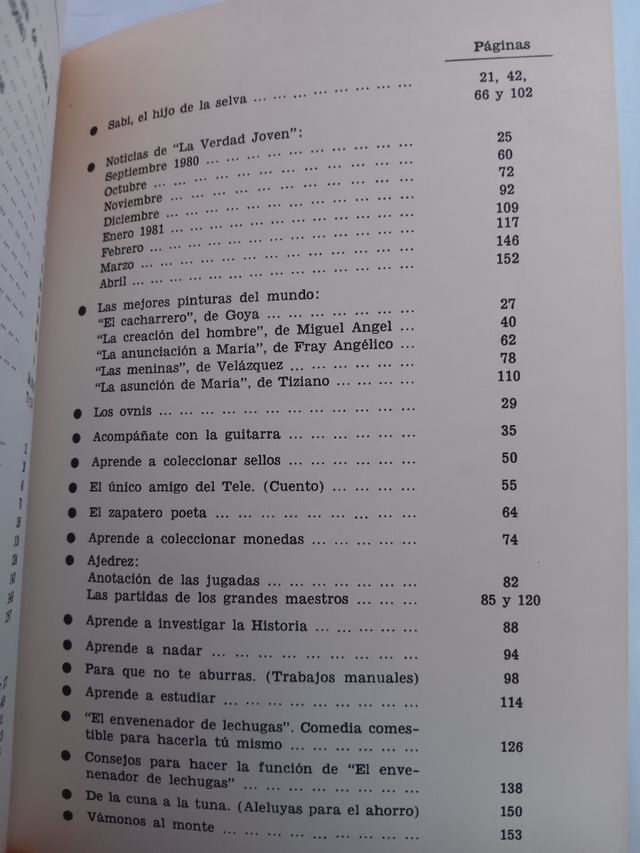 Páginas
● Sabi, el hijo de la selva ... ... ... ... ... ... ... ... 21, 42,
66 y 102
● Noticias de "La Verdad Joven":
Septiembre 1980 ... ... ... ... ... ... ... ... ... 25
Octubre ... ... ... ... ... ... ... ... ... ... ... ... 60
Noviembre ... ... ... ... ... ... ... ... ... ... ... 72
Diciembre ... ... ... ... ... ... ... ... ... ... ... 92
Enero 1981 ... ... ... ... ... ... ... ... ... ... ... 109
Febrero ... ... ... ... ... ... ... ... ... ... ... ... 117
Marzo ... ... ... ... ... ... ... ... ... ... ... ... 146
Abril ... ... ... ... ... ... ... ... ... ... ... ... 152
● Las mejores pinturas del mundo:
"El cacharrero", de Goya ... ... ... ... ... ... ... 27
"La creación del hombre", de Miguel Angel ... ... 40
"La anunciación a María", de Fray Angélico ... ... 62
"Las meninas", de Velázquez ... ... ... ... ... ... 78
"La asunción de María", de Tiziano ... ... ... ... 110
● Los ovnis ... ... ... ... ... ... ... ... ... ... ... 29
● Acompáñate con la guitarra ... ... ... ... ... ... 35
● Aprende a coleccionar sellos ... ... ... ... ... ... 50
● El único amigo del Tele. (Cuento) ... ... ... ... 55
● El zapatero poeta ... ... ... ... ... ... ... ... ... 64
● Aprende a coleccionar monedas ... ... ... ... ... 74
● Ajedrez:
Anotación de las jugadas ... ... ... ... ... ... ... 82
Las partidas de los grandes maestros ... ... ... 85 y 120
● Aprende a investigar la Historia ... ... ... ... ... 88
● Aprende a nadar ... ... ... ... ... ... ... ... ... 94
● Para que no te aburras. (Trabajos manuales) 98
● Aprende a estudiar ... ... ... ... ... ... ... ... ... 114
● "El envenenador de lechugas". Comedia comes-
tible para hacerla tú mismo ... ... ... ... ... ... 126
● Consejos para hacer la función de "El enve-
nenador de lechugas" ... ... ... ... ... ... ... ... 138
● De la cuna a la tuna. (Aleluyas para el ahorro) 150
● Vámonos al monte ... ... ... ... ... ... ... ... ... 153